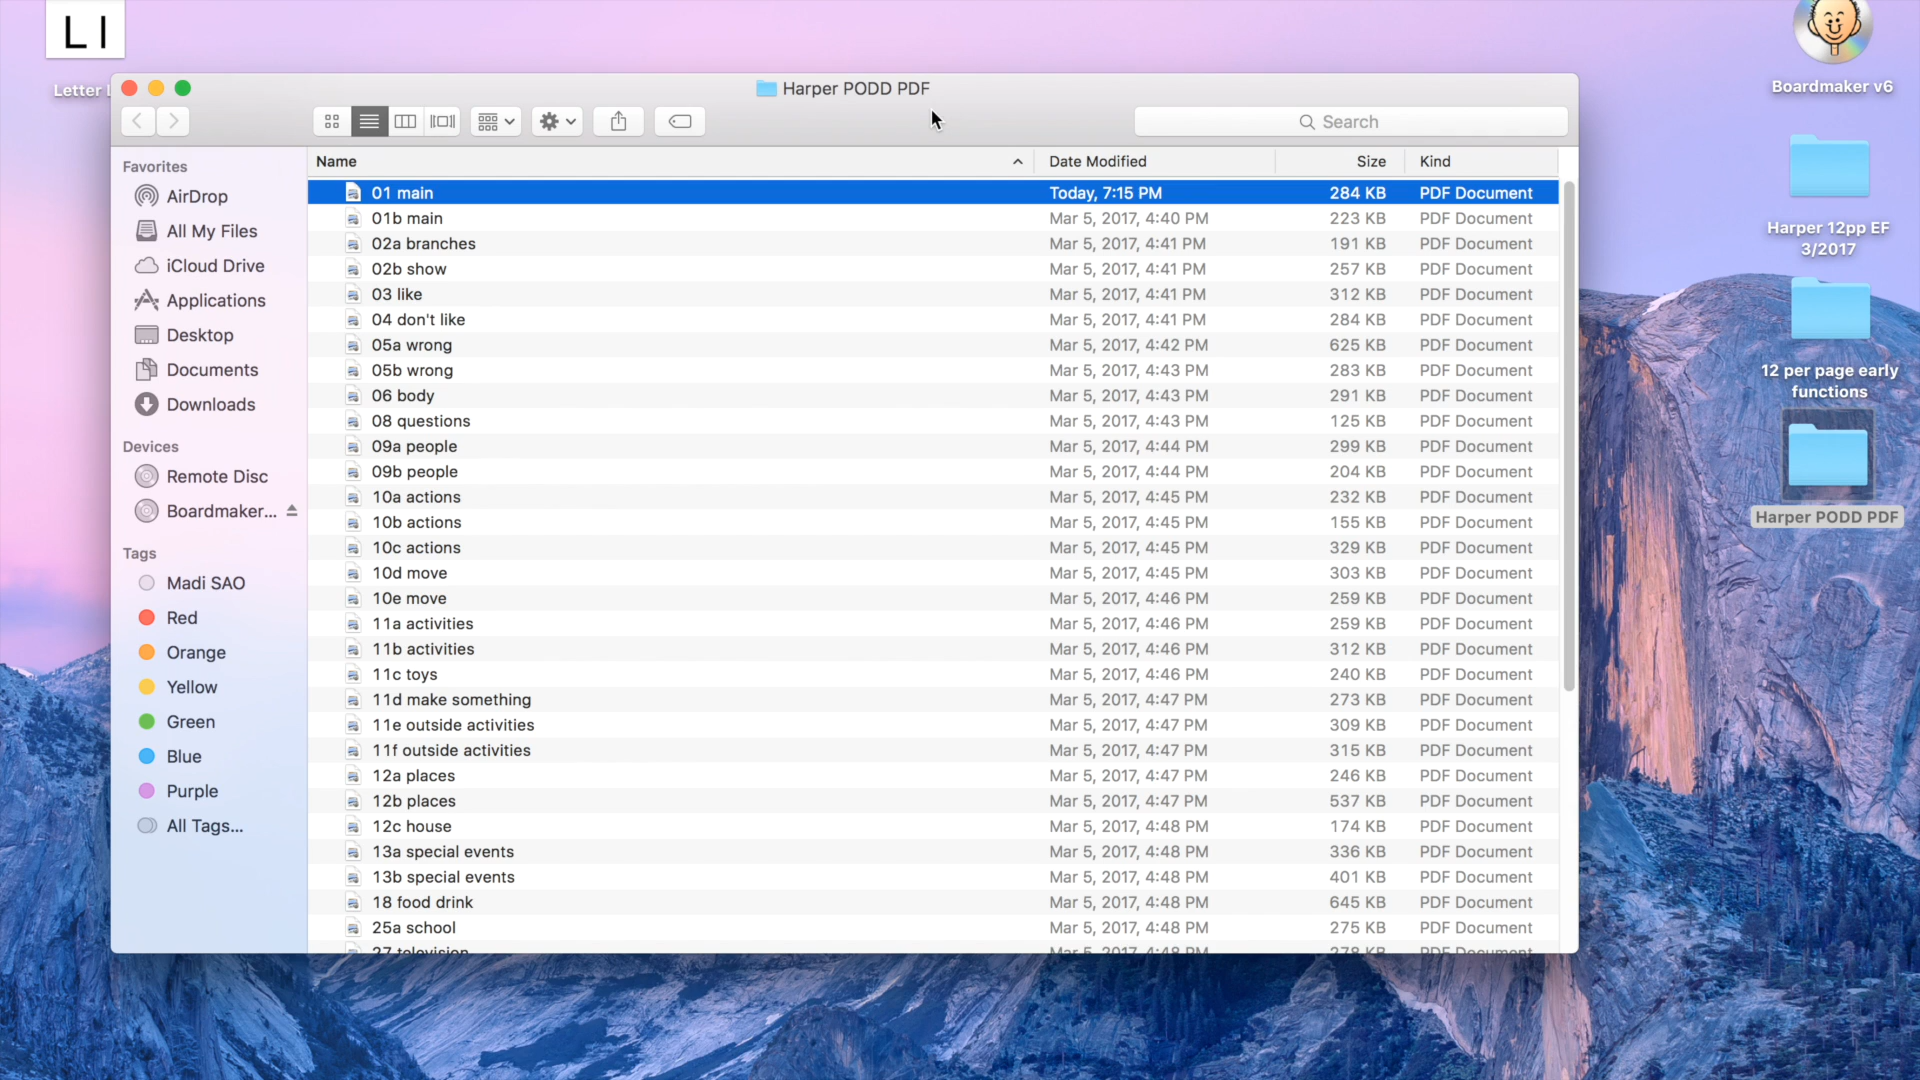 LI
Letter
Boardmaker v6
Harper 12pp EF
3/2017
12 per page early
functions
Harper PODD PDF
Harper PODD PDF
Search
Favorites
AirDrop
All My Files
iCloud Drive
Applications
Desktop
Documents
Downloads
Devices
Remote Disc
Boardmaker...
Tags
Madi SAO
Red
Orange
Yellow
Green
Blue
Purple
All Tags...
Name Date Modified Size Kind
01 main Today, 7:15 PM 284 KB PDF Document
01b main Mar 5, 2017, 4:40 PM 223 KB PDF Document
02a branches Mar 5, 2017, 4:41 PM 191 KB PDF Document
02b show Mar 5, 2017, 4:41 PM 257 KB PDF Document
03 like Mar 5, 2017, 4:41 PM 312 KB PDF Document
04 don't like Mar 5, 2017, 4:41 PM 284 KB PDF Document
05a wrong Mar 5, 2017, 4:42 PM 625 KB PDF Document
05b wrong Mar 5, 2017, 4:43 PM 283 KB PDF Document
06 body Mar 5, 2017, 4:43 PM 291 KB PDF Document
08 questions Mar 5, 2017, 4:43 PM 125 KB PDF Document
09a people Mar 5, 2017, 4:44 PM 299 KB PDF Document
09b people Mar 5, 2017, 4:44 PM 204 KB PDF Document
10a actions Mar 5, 2017, 4:45 PM 232 KB PDF Document
10b actions Mar 5, 2017, 4:45 PM 155 KB PDF Document
10c actions Mar 5, 2017, 4:45 PM 329 KB PDF Document
10d move Mar 5, 2017, 4:45 PM 303 KB PDF Document
10e move Mar 5, 2017, 4:46 PM 259 KB PDF Document
11a activities Mar 5, 2017, 4:46 PM 259 KB PDF Document
11b activities Mar 5, 2017, 4:46 PM 312 KB PDF Document
11c toys Mar 5, 2017, 4:46 PM 240 KB PDF Document
11d make something Mar 5, 2017, 4:47 PM 273 KB PDF Document
11e outside activities Mar 5, 2017, 4:47 PM 309 KB PDF Document
11f outside activities Mar 5, 2017, 4:47 PM 315 KB PDF Document
12a places Mar 5, 2017, 4:47 PM 246 KB PDF Document
12b places Mar 5, 2017, 4:47 PM 537 KB PDF Document
12c house Mar 5, 2017, 4:48 PM 174 KB PDF Document
13a special events Mar 5, 2017, 4:48 PM 336 KB PDF Document
13b special events Mar 5, 2017, 4:48 PM 401 KB PDF Document
18 food drink Mar 5, 2017, 4:48 PM 645 KB PDF Document
25a school Mar 5, 2017, 4:48 PM 275 KB PDF Document
27 television Mar 5, 2017, 4:48 PM 278 KB PDF Document